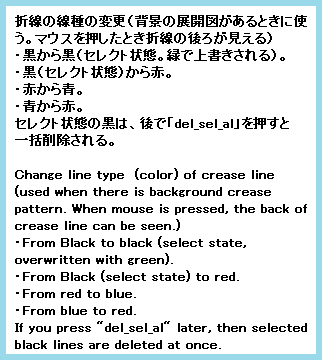 折線の線種の変更（背景の展開図があるときに使
う。マウスを押したとき折線の後ろが見える）
・黒から黒（セレクト状態。緑で上書きされる）。
・黒（セレクト状態）から赤。
・赤から青。
・青から赤。
セレクト状態の黒は、後で「del_sel_al」を押すと
一括削除される。
Change line type (color) of crease line
(used when there is background crease
pattern. When mouse is pressed, the back of
crease line can be seen.)
・From Black to black (select state,
overwritten with green).
・From Black (select state) to red.
・From red to blue.
・From blue to red.
If you press "del_sel_al" later, then selected
black lines are deleted at once.